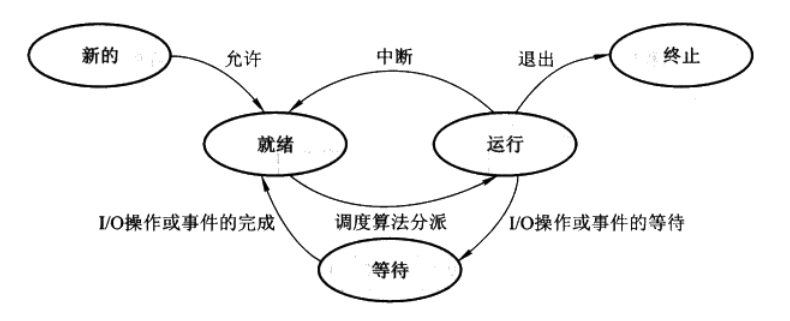 新的
允许
中断
退出
终止
就绪
运行
I/O操作或事件的完成
调度算法分派
I/O操作或事件的等待
等待